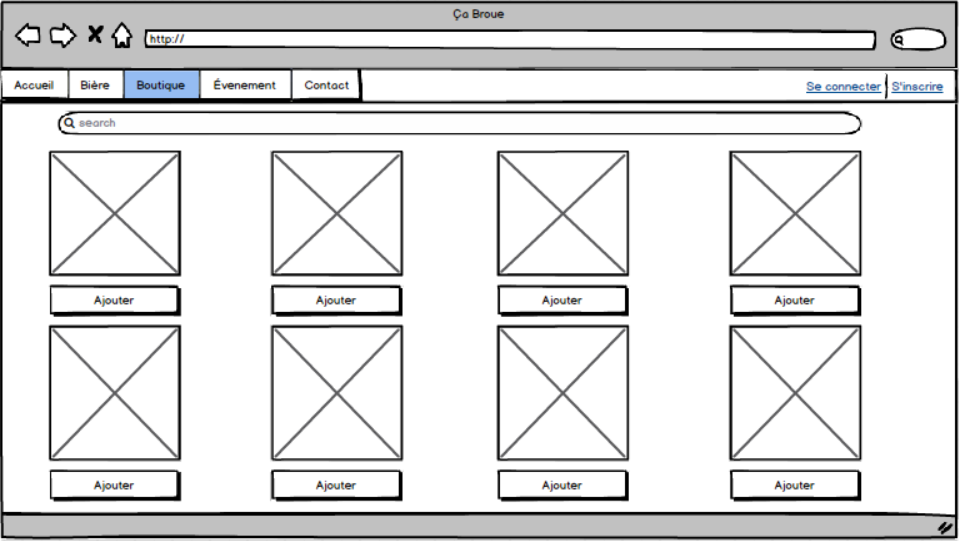 Ça Broue
http://
Accueil Bière Boutique Évenement Contact Se connecter S'inscrire
search
Ajouter Ajouter Ajouter Ajouter
Ajouter Ajouter Ajouter Ajouter